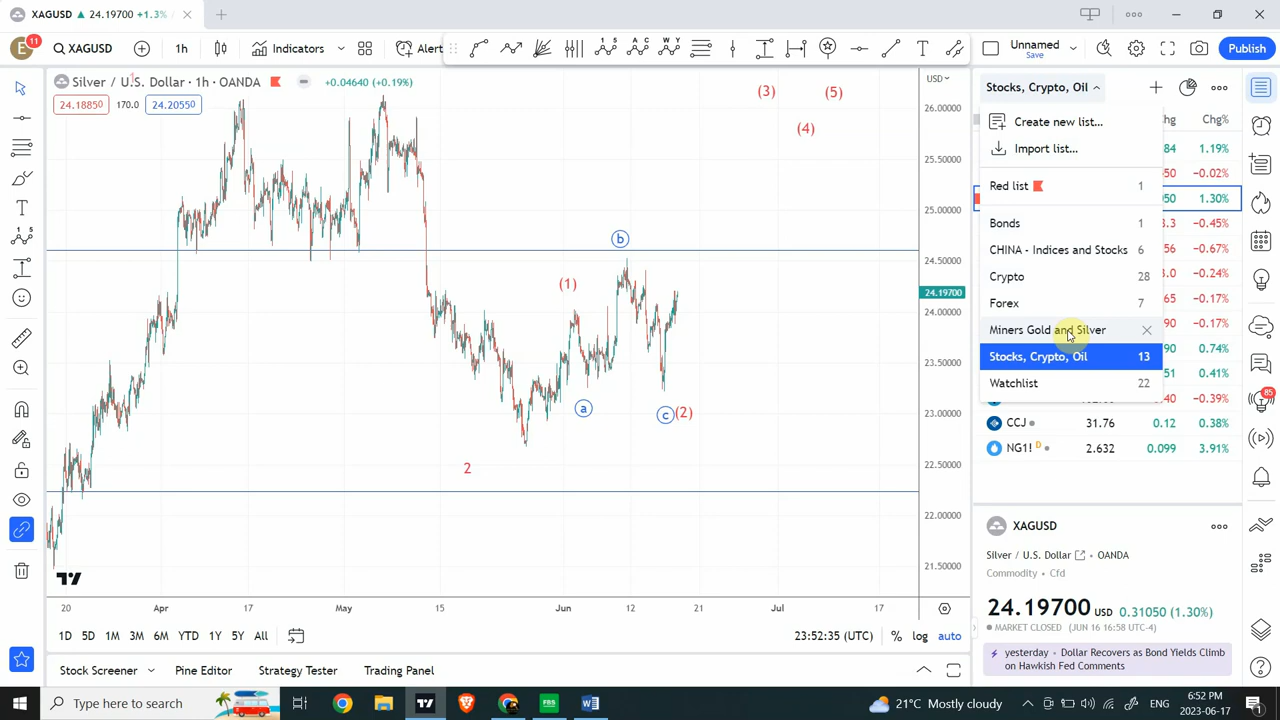 XAGUSD ▲ 24.19700 +1.3%
E 11
XAGUSD
1h
Indicators
Alert
Unnamed
Save
Publish
Silver / U.S. Dollar · 1h · OANDA
+0.04640 (+0.19%)
24.18850
170.0
24.20550
1
USD
26.00000
25.50000
25.00000
24.50000
24.19700
24.00000
23.50000
23.00000
22.50000
22.00000
21.50000
(3)
(5)
(4)
b
(1)
a
c (2)
2
20
Apr
17
May
15
Jun
12
21
Jul
17
1D
5D
1M
3M
6M
YTD
1Y
5Y
All
23:52:35 (UTC)
%
log
auto
Stock Screener
Pine Editor
Strategy Tester
Trading Panel
Stocks, Crypto, Oil
Create new list...
Import list...
Red list 1
Bonds 1
CHINA - Indices and Stocks 6
Crypto 28
Forex 7
Miners Gold and Silver
Stocks, Crypto, Oil 13
Watchlist 22
Chg%
1.19%
−0.02%
1.30%
−0.45%
−0.67%
−0.24%
−0.17%
−0.17%
0.74%
0.41%
−0.39%
CCJ 31.76 0.12 0.38%
NG1! D 2.632 0.099 3.91%
85
XAGUSD
Silver / U.S. Dollar OANDA
Commodity · Cfd
24.19700 USD 0.31050 (1.30%)
MARKET CLOSED (JUN 16 16:58 UTC-4)
yesterday · Dollar Recovers as Bond Yields Climb
on Hawkish Fed Comments
Type here to search
FBS
21°C Mostly cloudy
ENG
6:52 PM
2023-06-17